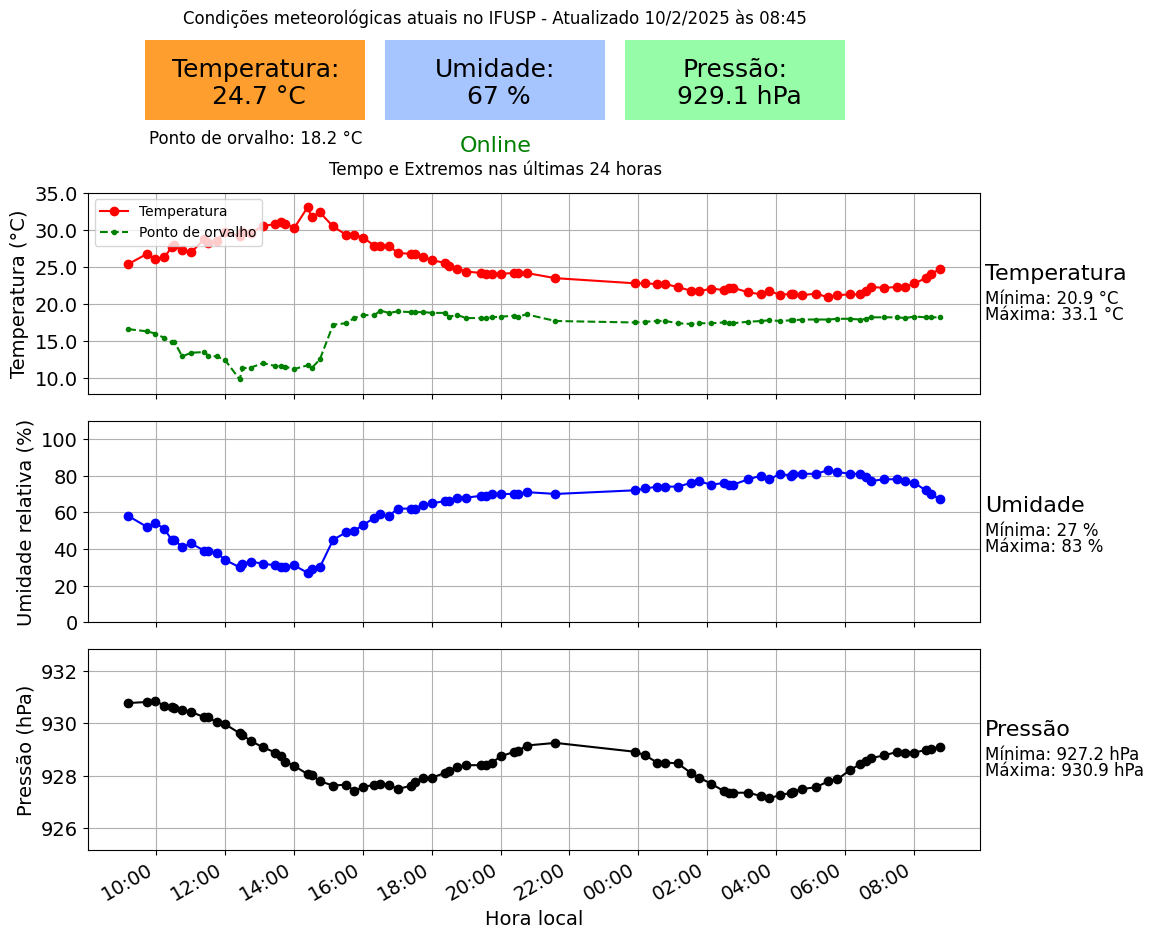 Condições meteorológicas atuais no IFUSP - Atualizado 10/2/2025 às 08:45
Temperatura:
24.7 °C
Umidade:
67 %
Pressão:
929.1 hPa
Ponto de orvalho: 18.2 °C
Online
Tempo e Extremos nas últimas 24 horas
Temperatura (°C)
35.0
30.0
25.0
20.0
15.0
10.0
Temperatura
Ponto de orvalho
Temperatura
Mínima: 20.9 °C
Máxima: 33.1 °C
Umidade relativa (%)
100
80
60
40
20
0
Umidade
Mínima: 27 %
Máxima: 83 %
Pressão (hPa)
932
930
928
926
Pressão
Mínima: 927.2 hPa
Máxima: 930.9 hPa
10:00
12:00
14:00
16:00
18:00
20:00
22:00
00:00
02:00
04:00
06:00
08:00
Hora local